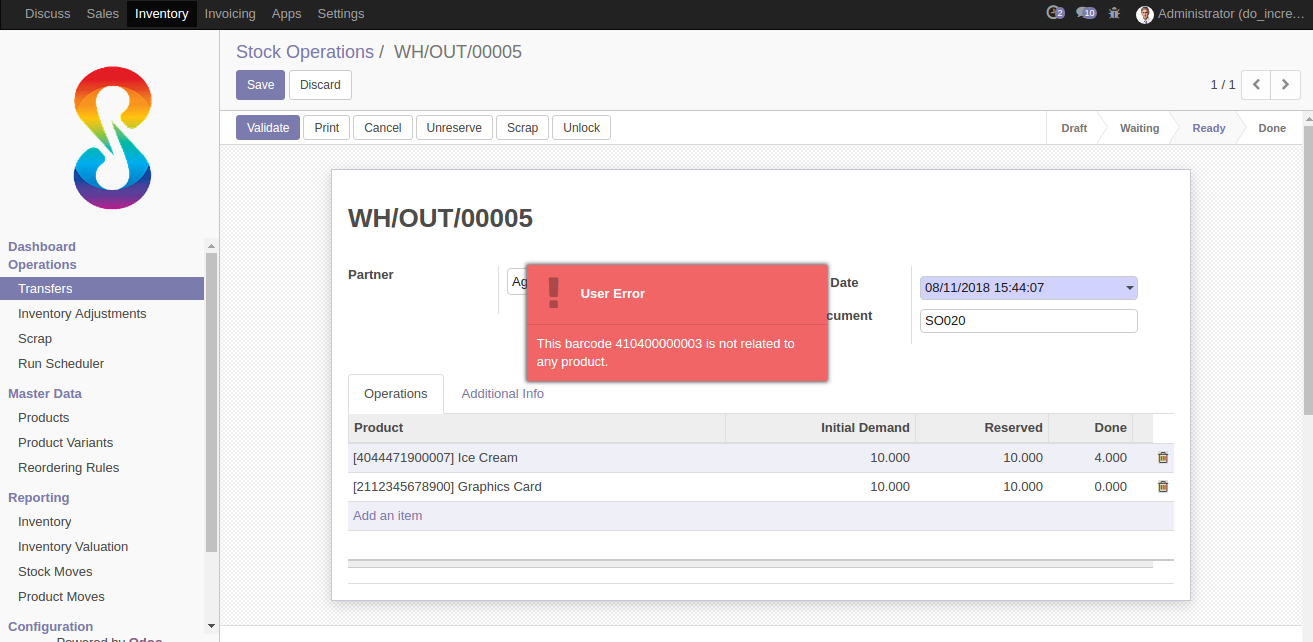 Discuss Sales Inventory Invoicing Apps Settings 2 10 Administrator (do_incre...
Stock Operations / WH/OUT/00005
Save Discard 1 / 1
Validate Print Cancel Unreserve Scrap Unlock Draft Waiting Ready Done
WH/OUT/00005
Dashboard
Operations
Transfers
Inventory Adjustments
Scrap
Run Scheduler
Master Data
Products
Product Variants
Reordering Rules
Reporting
Inventory
Inventory Valuation
Stock Moves
Product Moves
Configuration
Powered by Odoo
Partner Ag Date 08/11/2018 15:44:07
cument SO020
User Error
This barcode 410400000003 is not related to
any product.
Operations Additional Info
Product Initial Demand Reserved Done
[4044471900007] Ice Cream 10.000 10.000 4.000
[2112345678900] Graphics Card 10.000 10.000 0.000
Add an item